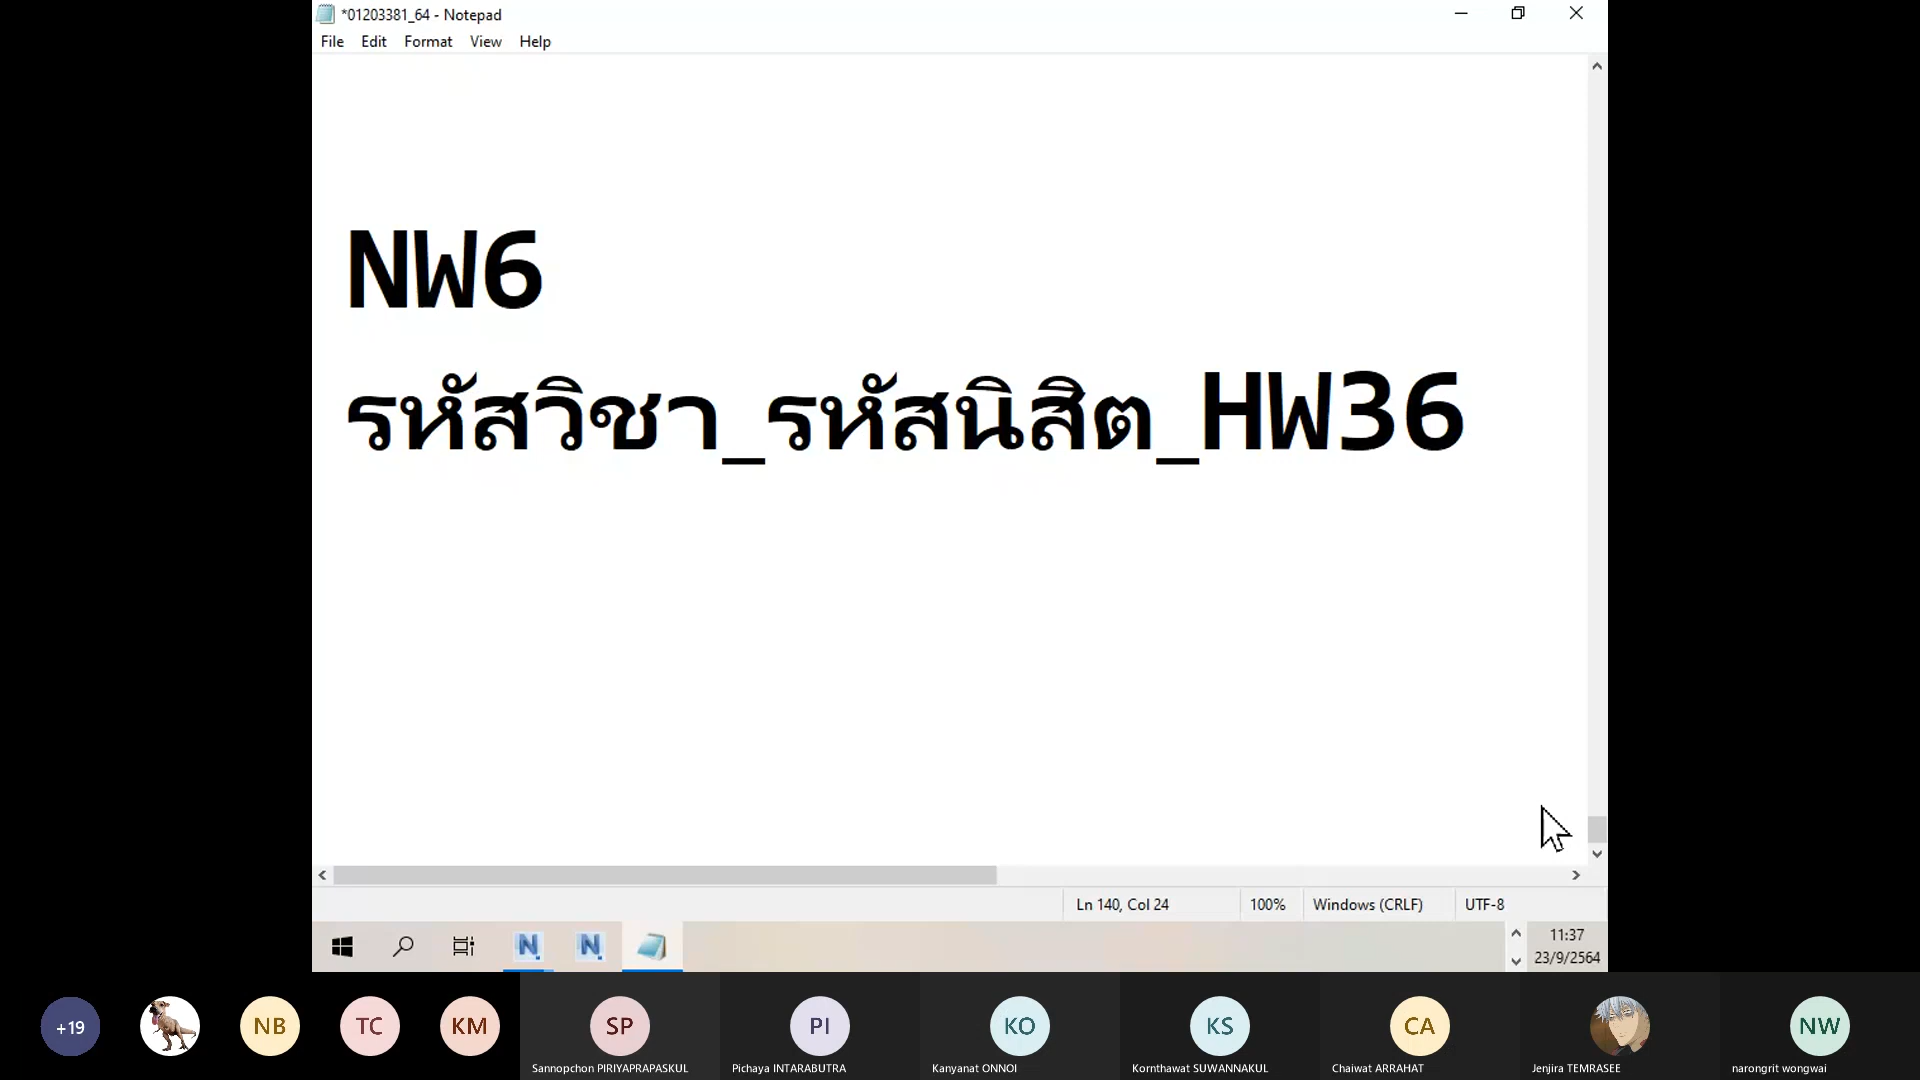 *01203381_64 - Notepad
File Edit Format View Help
NW6
รหัสวิชา_รหัสนิสิต_HW36
Ln 140, Col 24 100% Windows (CRLF) UTF-8
11:37
23/9/2564
+19 NB TC KM SP PI KO KS CA NW
Sannopchon PIRIYAPRAPASKUL Pichaya INTARABUTRA Kanyanat ONNOI Kornthawat SUWANNAKUL Chaiwat ARRAHAT Jenjira TEMRASEE narongrit wongwai